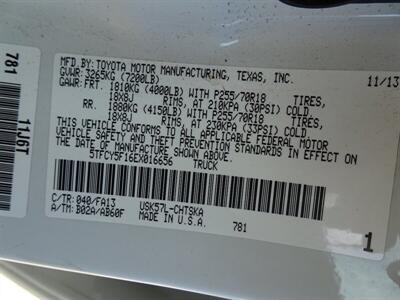 MFD. BY:TOYOTA MOTOR MANUFACTURING, TEXAS, INC. 11/13
GVWR: 3265KG (7200LB)
GAWR: FRT. 1810KG (4000LB) WITH P255/70R18 TIRES,
18X8J RIMS, AT 210KPA (30PSI) COLD
RR. 1880KG (4150LB) WITH P255/70R18 TIRES,
18X8J RIMS, AT 230KPA (33PSI) COLD
THIS VEHICLE CONFORMS TO ALL APPLICABLE FEDERAL MOTOR
VEHICLE SAFETY AND THEFT PREVENTION STANDARDS IN EFFECT
ON THE DATE OF MANUFACTURE SHOWN ABOVE.
5TFCY5F16EX016656 TRUCK
C/TR: 040/FA13 USK57L-CHTSKA
A/TM: B02A/AB60F MADE IN U.S.A. 781
1
781 11J6T